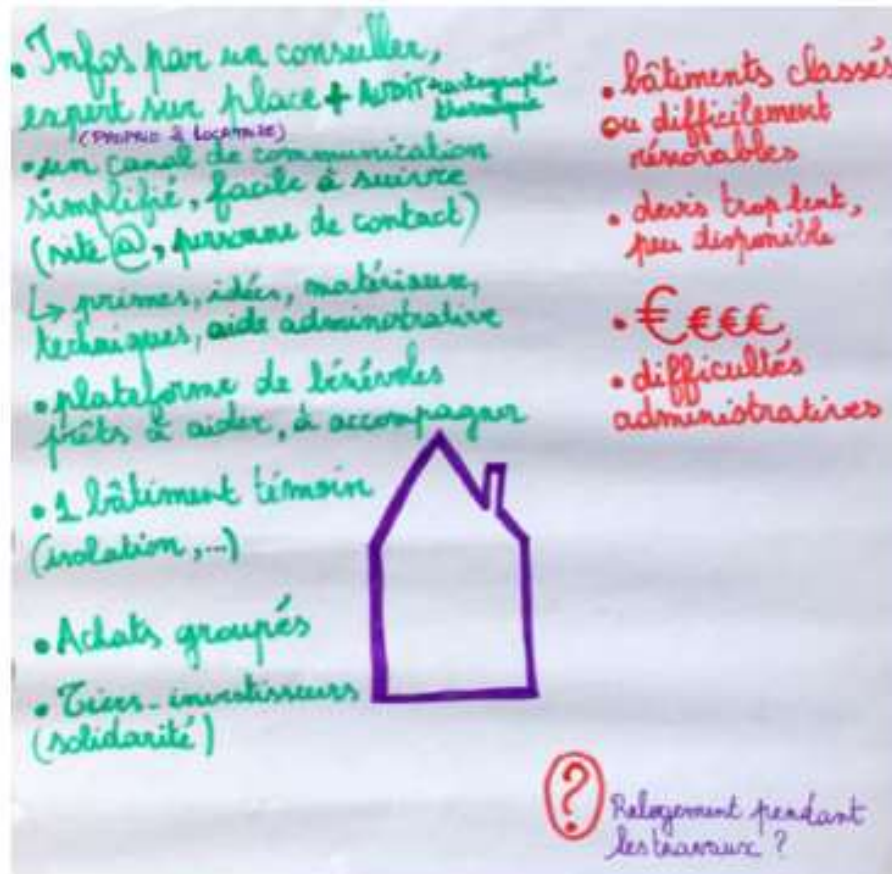 • Infos par un conseiller,
expert sur place + AUDIT + cartographie
thermique
(PROPRIO & LOCATAIRE)
• un canal de communication
simplifié, facile à suivre
(site @, personne de contact)
↳ primes, idées, matériaux,
techniques, aide administrative
• plateforme de bénévoles
prêts à aider, à accompagner
• 1 bâtiment témoin
(isolation, ...)
• Achats groupés
• Tiers-investisseurs
(solidarité)
• bâtiments classés
ou difficilement
rénovables
• devis trop lent,
peu disponible
• € € € €
• difficultés
administratives
? Relogement pendant
les travaux ?